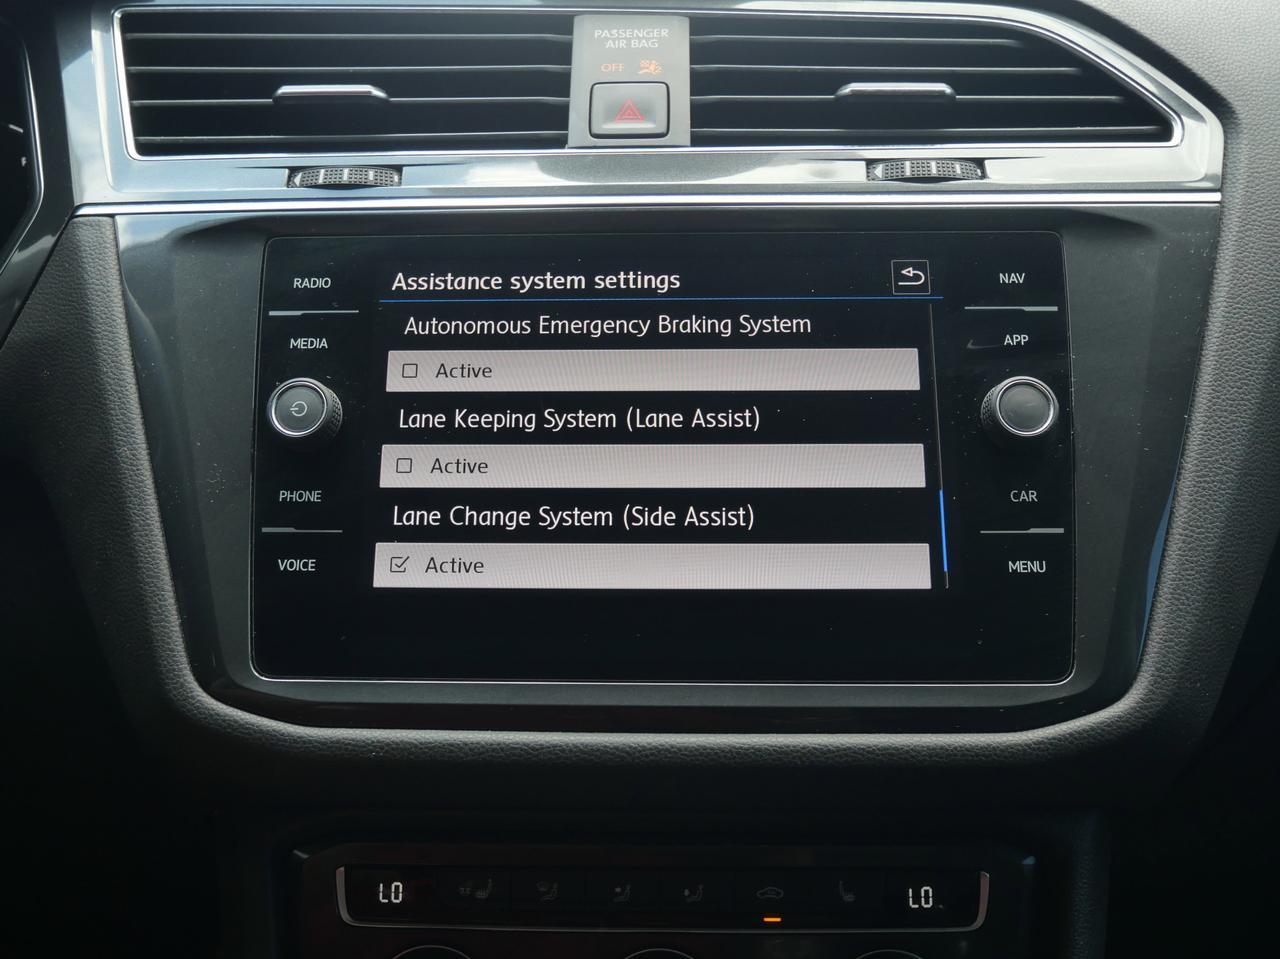 PASSENGER
AIR BAG
OFF
RADIO
MEDIA
PHONE
VOICE
Assistance system settings
Autonomous Emergency Braking System
Active
Lane Keeping System (Lane Assist)
Active
Lane Change System (Side Assist)
Active
NAV
APP
CAR
MENU
LO
LO